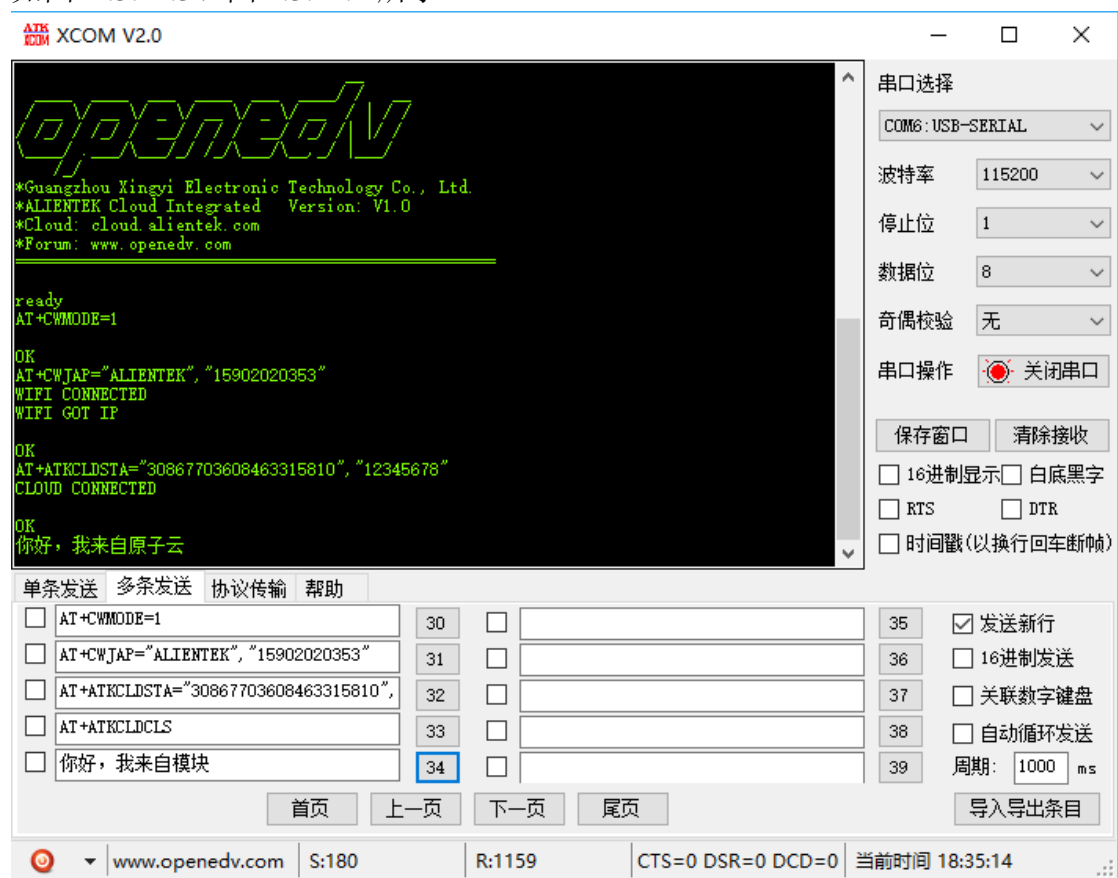 ATK XCOM XCOM V2.0
openedv
*Guangzhou Xingyi Electronic Technology Co., Ltd.
*ALIENTEK Cloud Integrated Version: V1.0
*Cloud: cloud.alientek.com
*Forum: www.openedv.com
ready
AT+CWMODE=1
OK
AT+CWJAP="ALIENTEK","15902020353"
WIFI CONNECTED
WIFI GOT IP
OK
AT+ATKCLDSTA="30867703608463315810","12345678"
CLOUD CONNECTED
OK
你好，我来自原子云
串口选择
COM6:USB-SERIAL
波特率 115200
停止位 1
数据位 8
奇偶校验 无
串口操作 关闭串口
保存窗口 清除接收
16进制显示 白底黑字
RTS DTR
时间戳(以换行回车断帧)
单条发送 多条发送 协议传输 帮助
AT+CWMODE=1 30 35 发送新行
AT+CWJAP="ALIENTEK","15902020353" 31 36 16进制发送
AT+ATKCLDSTA="30867703608463315810", 32 37 关联数字键盘
AT+ATKCLDCLS 33 38 自动循环发送
你好，我来自模块 34 39 周期: 1000 ms
首页 上一页 下一页 尾页 导入导出条目
www.openedv.com S:180 R:1159 CTS=0 DSR=0 DCD=0 当前时间 18:35:14